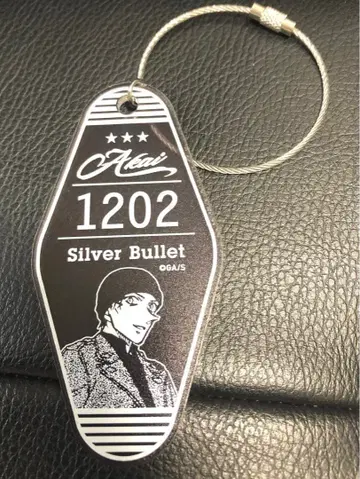 ★★★
Akai
1202
Silver Bullet
©GA/S